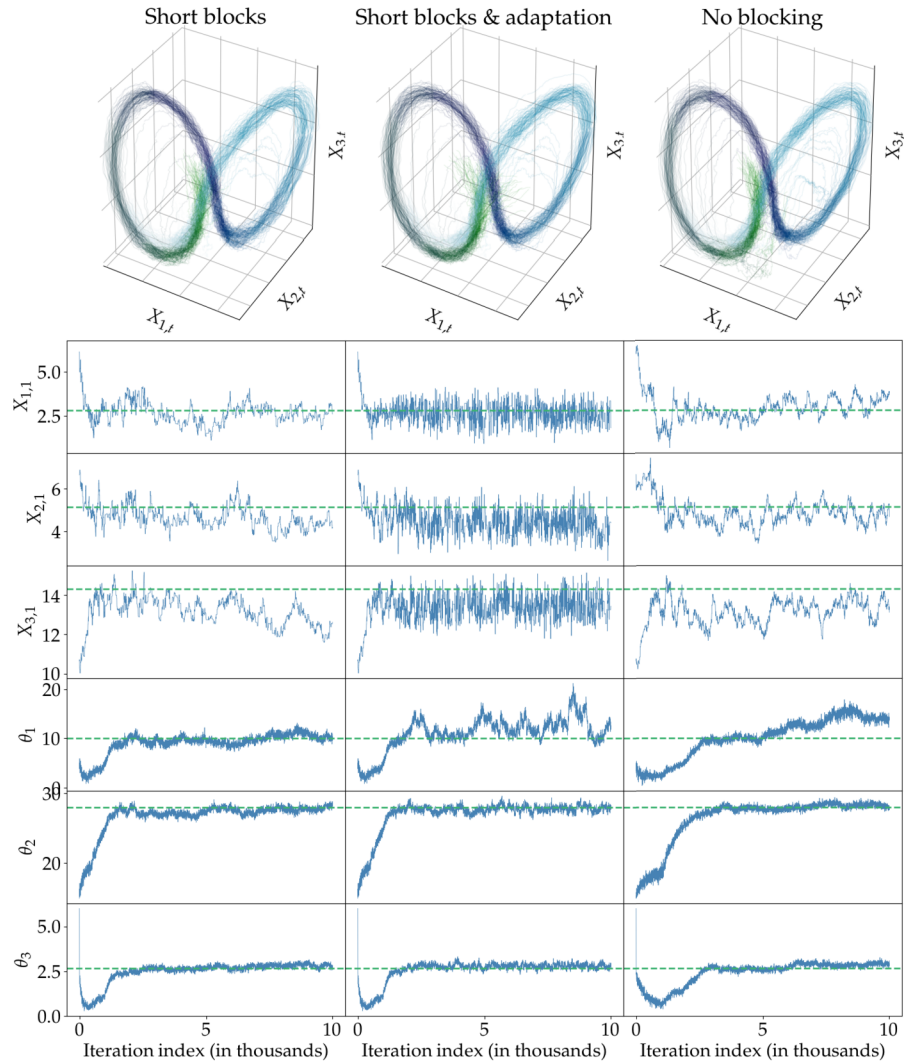 Short blocks
Short blocks & adaptation
No blocking
X1,t
X2,t
X3,t
X1,t
X2,t
X3,t
X1,t
X2,t
X3,t
X1,1
5.0
2.5
X2,1
6
4
X3,1
14
12
10
θ1
20
10
0
θ2
30
20
θ3
5.0
2.5
0.0
0 5 10
0 5 10
0 5 10
Iteration index (in thousands)
Iteration index (in thousands)
Iteration index (in thousands)